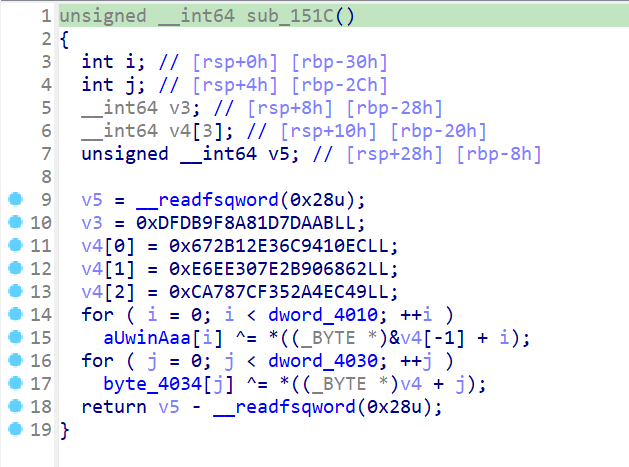 1 unsigned __int64 sub_151C()
2 {
3 int i; // [rsp+0h] [rbp-30h]
4 int j; // [rsp+4h] [rbp-2Ch]
5 __int64 v3; // [rsp+8h] [rbp-28h]
6 __int64 v4[3]; // [rsp+10h] [rbp-20h]
7 unsigned __int64 v5; // [rsp+28h] [rbp-8h]
8
9 v5 = __readfsqword(0x28u);
10 v3 = 0xDFDB9F8A81D7DAABLL;
11 v4[0] = 0x672B12E36C9410ECLL;
12 v4[1] = 0xE6EE307E2B906862LL;
13 v4[2] = 0xCA787CF352A4EC49LL;
14 for ( i = 0; i < dword_4010; ++i )
15 aUwinAaa[i] ^= *((_BYTE *)&v4[-1] + i);
16 for ( j = 0; j < dword_4030; ++j )
17 byte_4034[j] ^= *((_BYTE *)v4 + j);
18 return v5 - __readfsqword(0x28u);
19 }